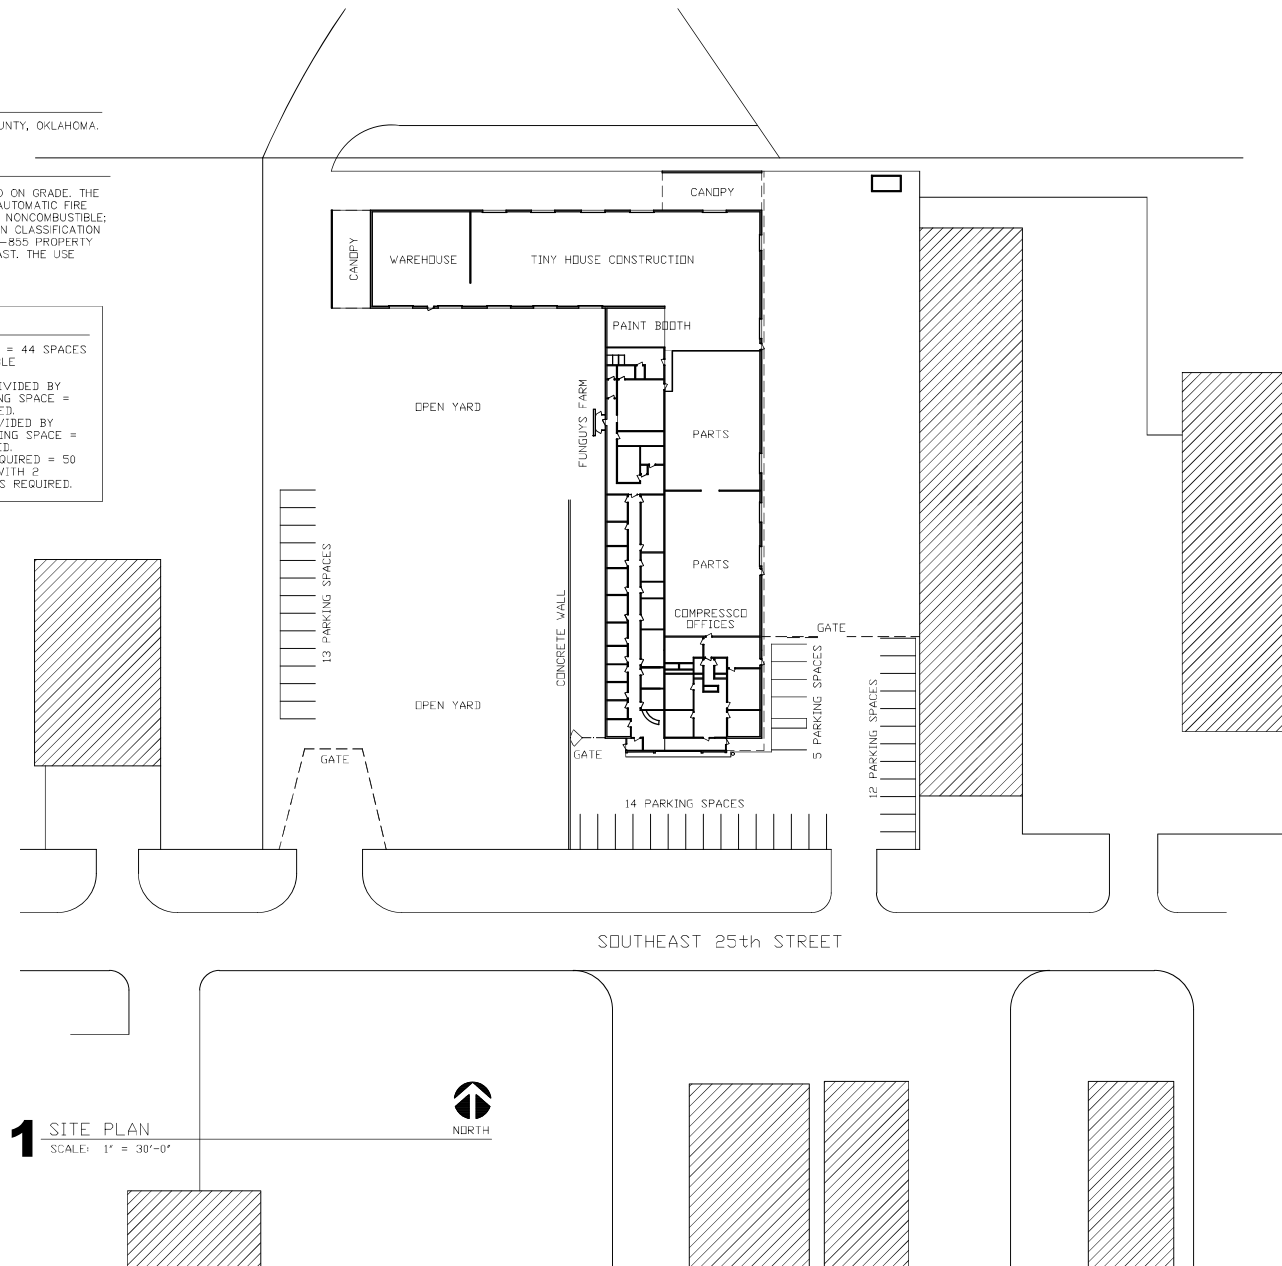 UNTY, OKLAHOMA.
ON GRADE. THE
AUTOMATIC FIRE
NONCOMBUSTIBLE;
N CLASSIFICATION
-855 PROPERTY
AST. THE USE
= 44 SPACES
LE
IVIDED BY
NG SPACE =
ED.
VIDED BY
KING SPACE =
ED.
QUIRED = 50
WITH 2
S REQUIRED.
CANOPY
CANOPY
WAREHOUSE
TINY HOUSE CONSTRUCTION
PAINT BOOTH
OPEN YARD
FUNGUYS FARM
PARTS
13 PARKING SPACES
CONCRETE WALL
PARTS
COMPRESSCO
OFFICES
GATE
5 PARKING SPACES
12 PARKING SPACES
OPEN YARD
GATE
GATE
14 PARKING SPACES
SOUTHEAST 25th STREET
NORTH
1 SITE PLAN
SCALE: 1" = 30'-0"